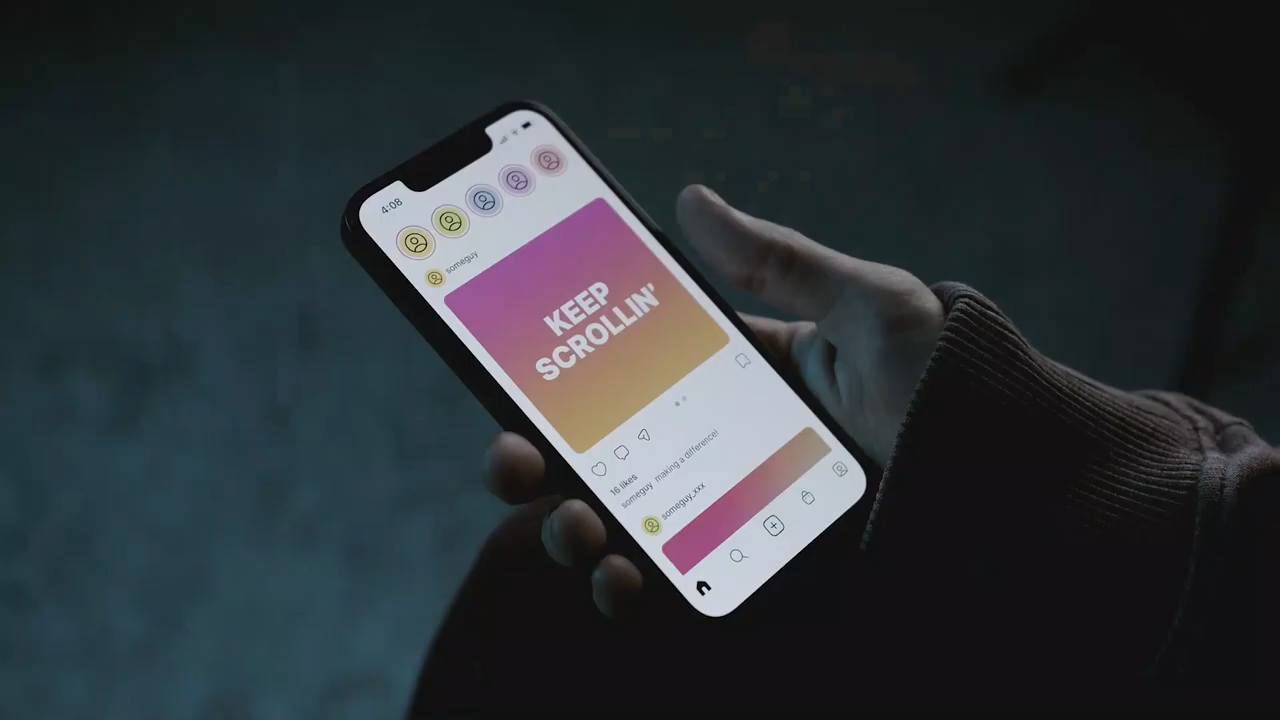 4:08
someguy
KEEP
SCROLLIN'
16 likes
someguy making a difference!
someguy_xxx